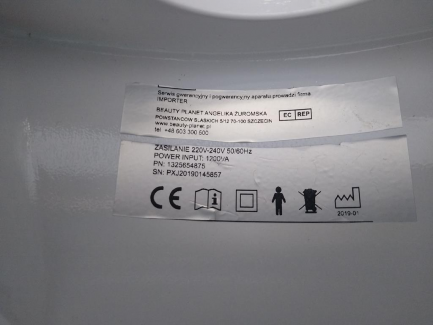 Serwis gwarancyjny i pogwarancyjny aparatu prowadzi firma:
IMPORTER
BEAUTY PLANET ANGELIKA ŻUROMSKA
POWSTAŃCÓW ŚLĄSKICH 5/12 70-100 SZCZECIN
www.beauty-planet.pl
tel. +48 603 300 600
EC REP
ZASILANIE 220V-240V 50/60Hz
POWER INPUT: 1200VA
PN: 1325654875
SN: PXJ20190145657
CE
2019-01